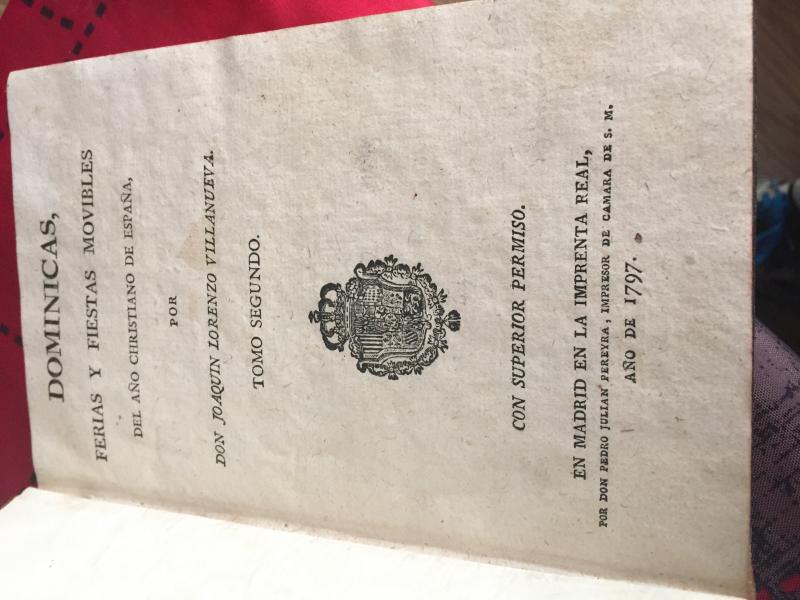 DOMINICAS,
FERIAS Y FIESTAS MOVIBLES
DEL AÑO CHRISTIANO DE ESPAÑA,
POR
DON JOAQUIN LORENZO VILLANUEVA.
TOMO SEGUNDO.
CON SUPERIOR PERMISO.
EN MADRID EN LA IMPRENTA REAL,
POR DON PEDRO JULIAN PEREYRA, IMPRESOR DE CAMARA DE S. M.
AÑO DE 1797.